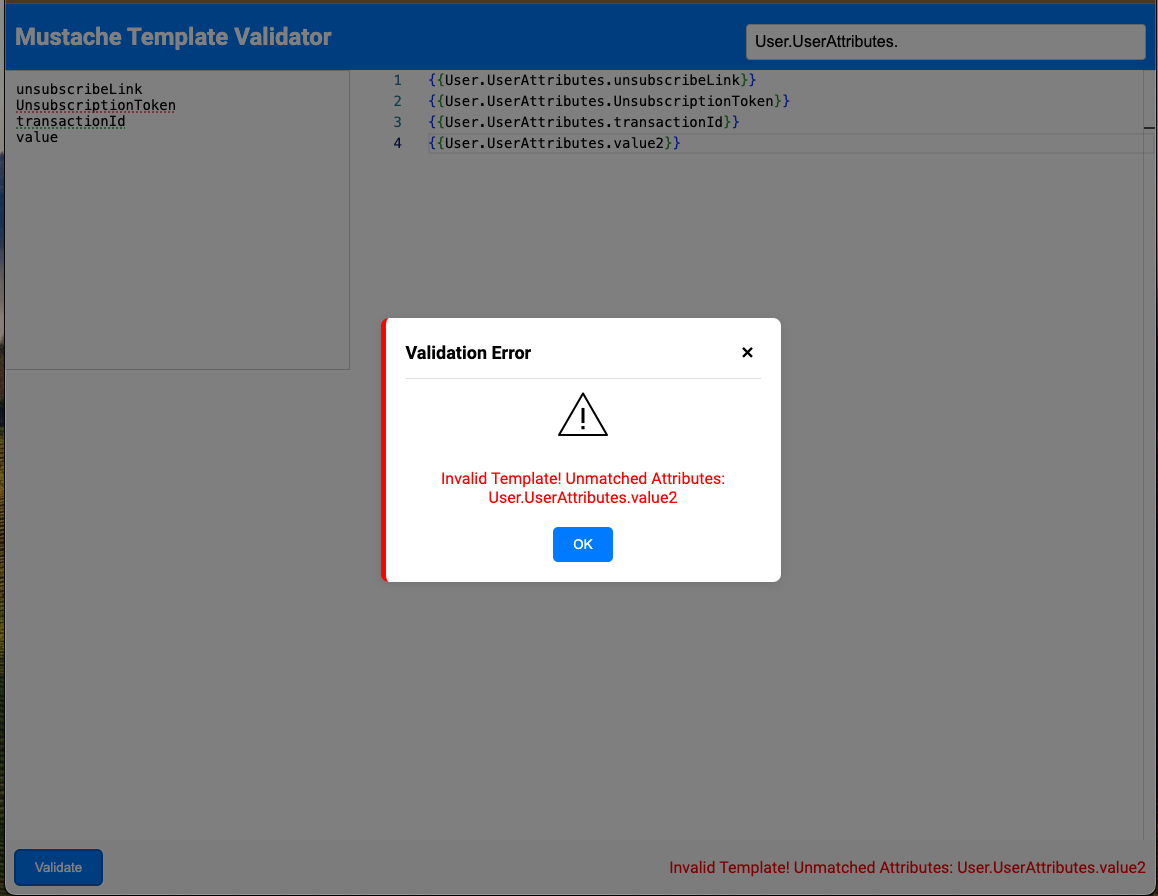 Mustache Template Validator
User.UserAttributes.
unsubscribeLink
UnsubscriptionToken
transactionId
value
1 {{User.UserAttributes.unsubscribeLink}}
2 {{User.UserAttributes.UnsubscriptionToken}}
3 {{User.UserAttributes.transactionId}}
4 {{User.UserAttributes.value2}}
Validation Error ×
!
Invalid Template! Unmatched Attributes:
User.UserAttributes.value2
OK
Validate
Invalid Template! Unmatched Attributes: User.UserAttributes.value2